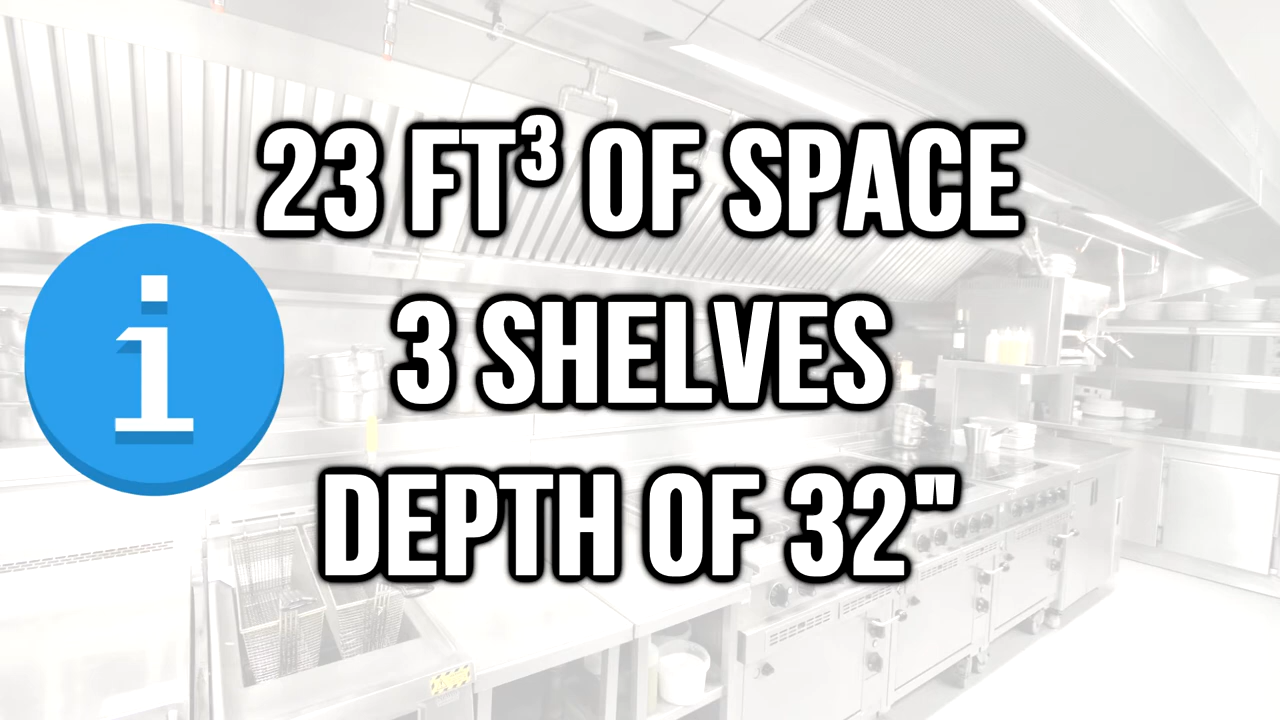 23 FT³ OF SPACE
3 SHELVES
DEPTH OF 32"